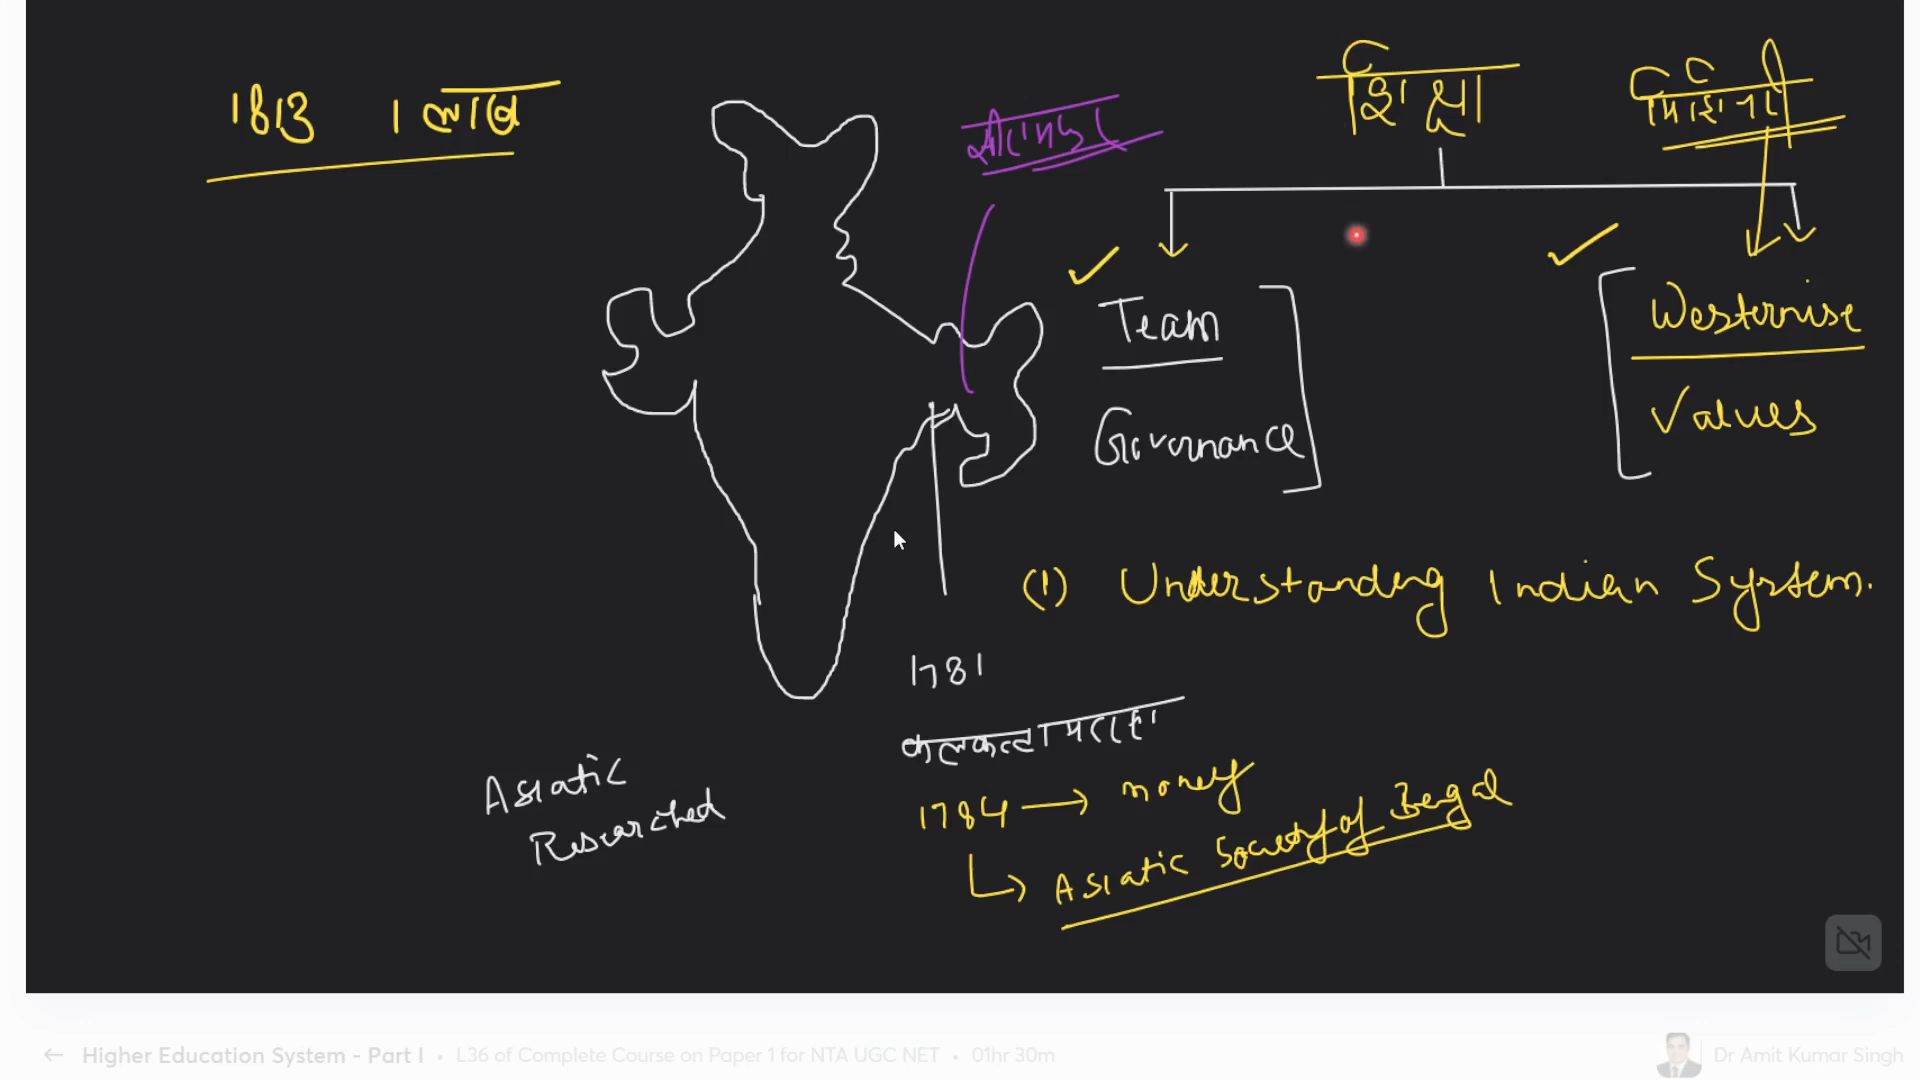 1813 1 लाख
शिक्षा
मिशनरी
Team
Governance
Westernise
Values
(1) Understanding Indian System.
1781
कलकत्ता मदरसा
1784 → money
Asiatic Society of Begal
Asiatic
Researched
← Higher Education System - Part I • L36 of Complete Course on Paper 1 for NTA UGC NET • 01hr 30m
Dr Amit Kumar Singh